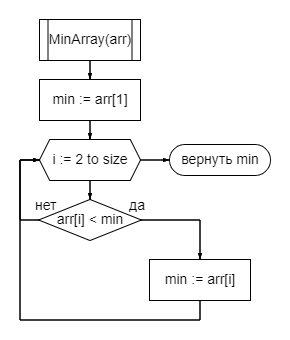 MinArray(arr)
min := arr[1]
i := 2 to size
вернуть min
нет
да
arr[i] < min
min := arr[i]